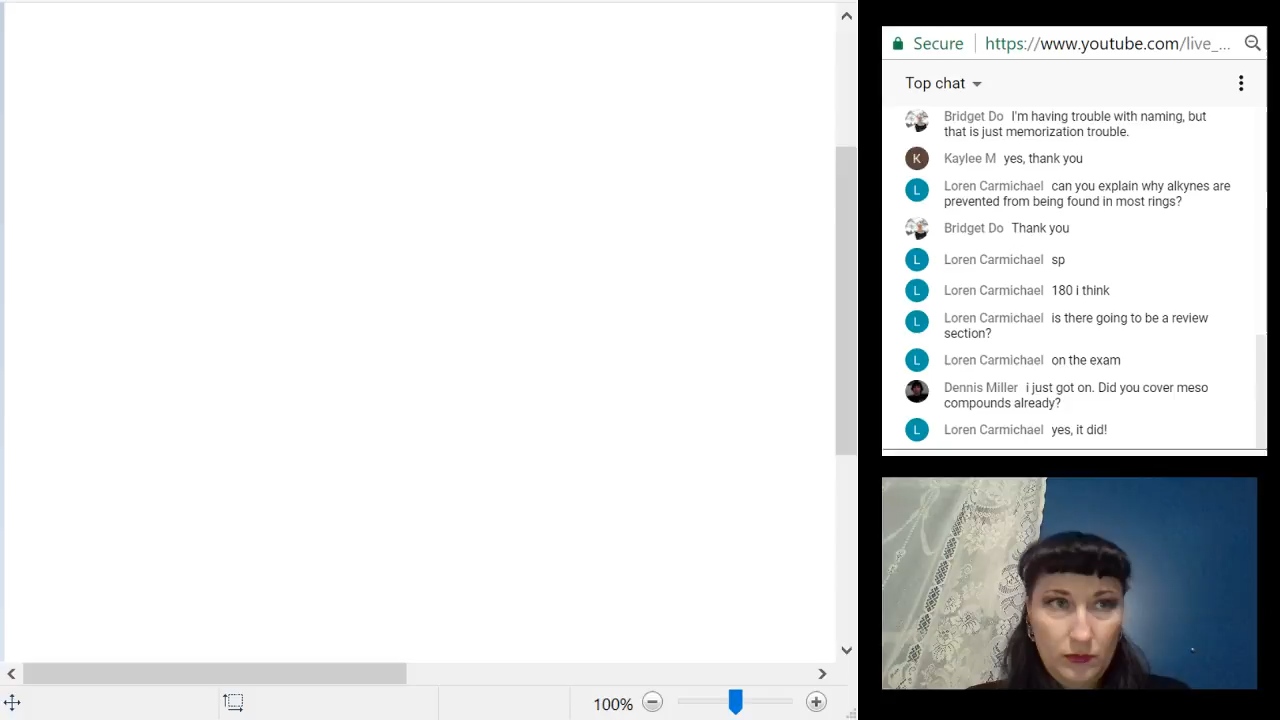 Secure https://www.youtube.com/live_...
Top chat
Bridget Do I'm having trouble with naming, but
that is just memorization trouble.
K Kaylee M yes, thank you
L Loren Carmichael can you explain why alkynes are
prevented from being found in most rings?
Bridget Do Thank you
L Loren Carmichael sp
L Loren Carmichael 180 i think
L Loren Carmichael is there going to be a review
section?
L Loren Carmichael on the exam
Dennis Miller i just got on. Did you cover meso
compounds already?
L Loren Carmichael yes, it did!
100%